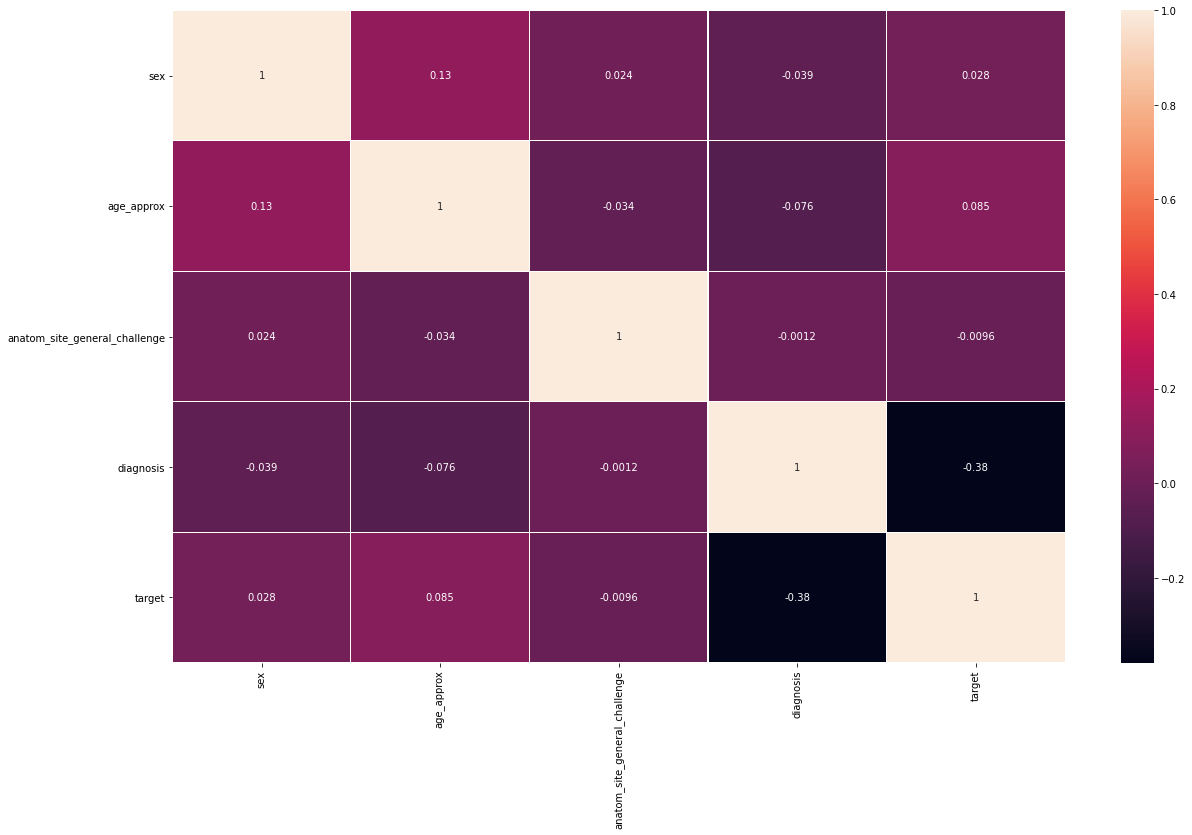 sex 1 0.13 0.024 -0.039 0.028
age_approx 0.13 1 -0.034 -0.076 0.085
anatom_site_general_challenge 0.024 -0.034 1 -0.0012 -0.0096
diagnosis -0.039 -0.076 -0.0012 1 -0.38
target 0.028 0.085 -0.0096 -0.38 1
sex
age_approx
anatom_site_general_challenge
diagnosis
target
1.0
0.8
0.6
0.4
0.2
0.0
−0.2